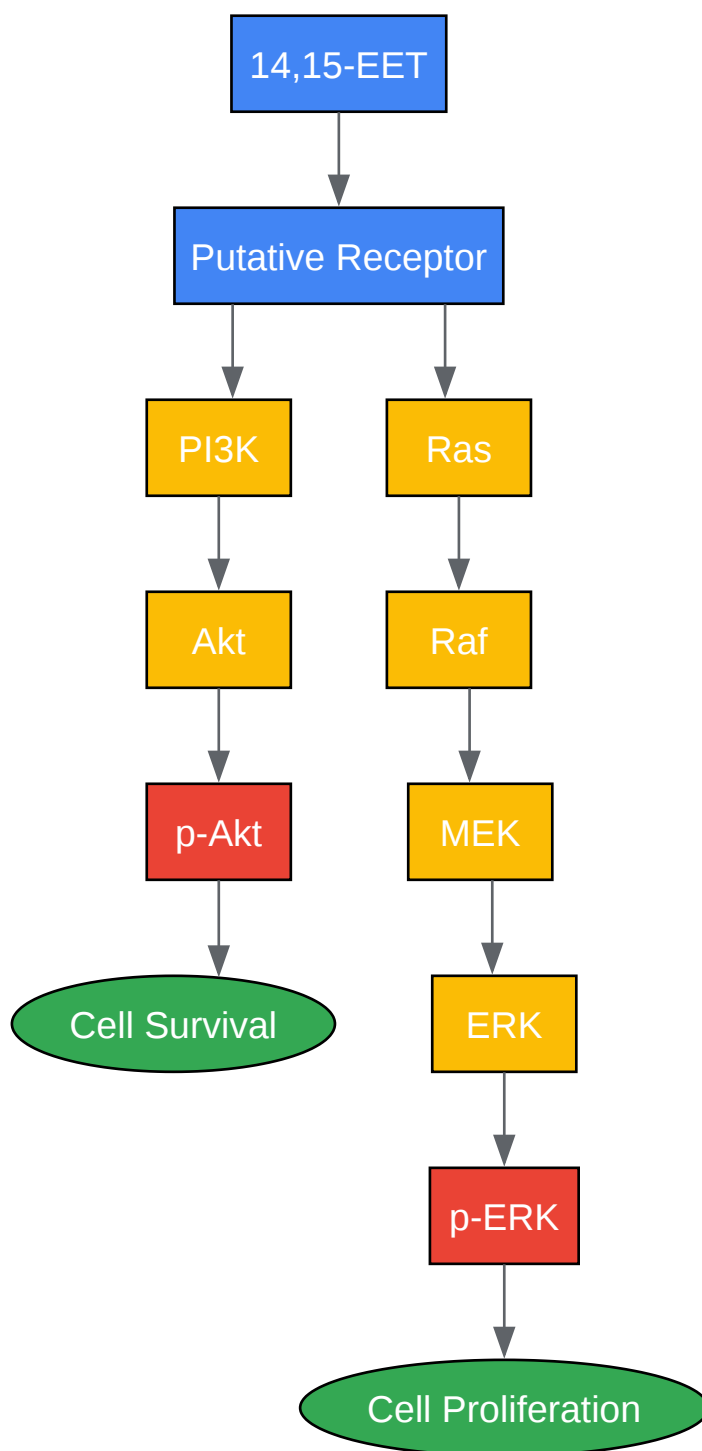 14,15-EET
Putative Receptor
PI3K
Ras
Akt
Raf
p-Akt
MEK
Cell Survival
ERK
p-ERK
Cell Proliferation